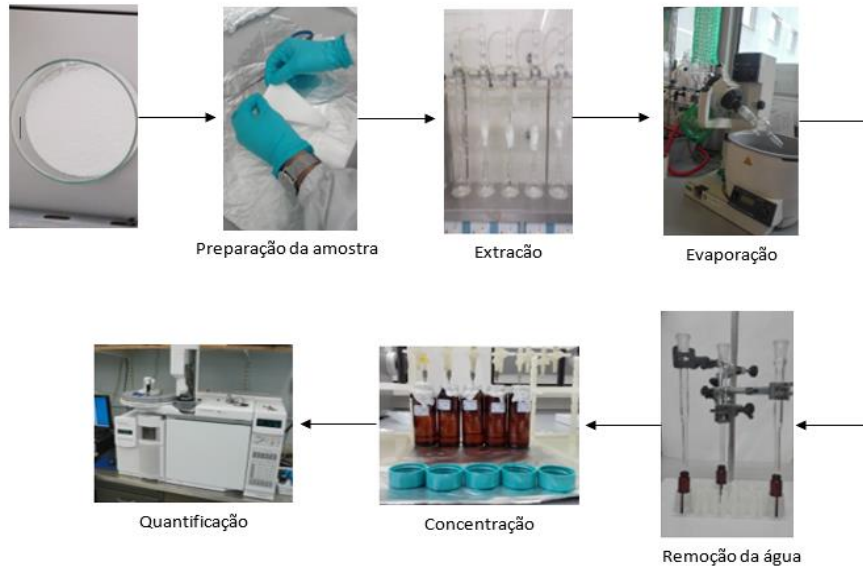 Preparação da amostra
Extracão
Evaporação
Quantificação
Concentração
Remoção da água